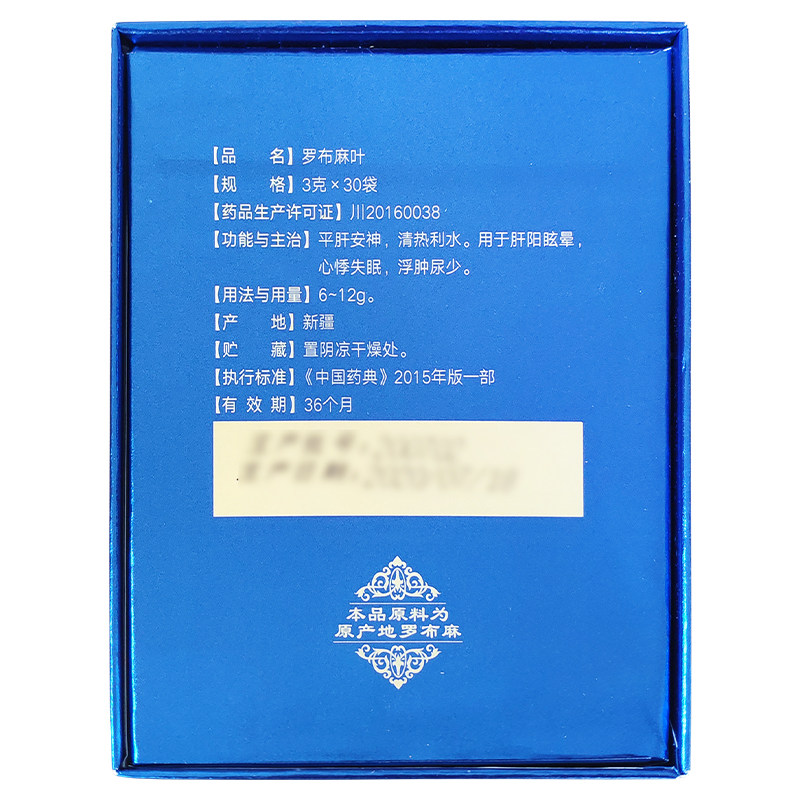 【品 名】罗布麻叶
【规 格】3克×30袋
【药品生产许可证】川20160038
【功能与主治】平肝安神，清热利水。用于肝阳眩晕，
心悸失眠，浮肿尿少。
【用法与用量】6~12g。
【产 地】新疆
【贮 藏】置阴凉干燥处。
【执行标准】《中国药典》2015年版一部
【有 效 期】36个月
本品原料为
原产地罗布麻